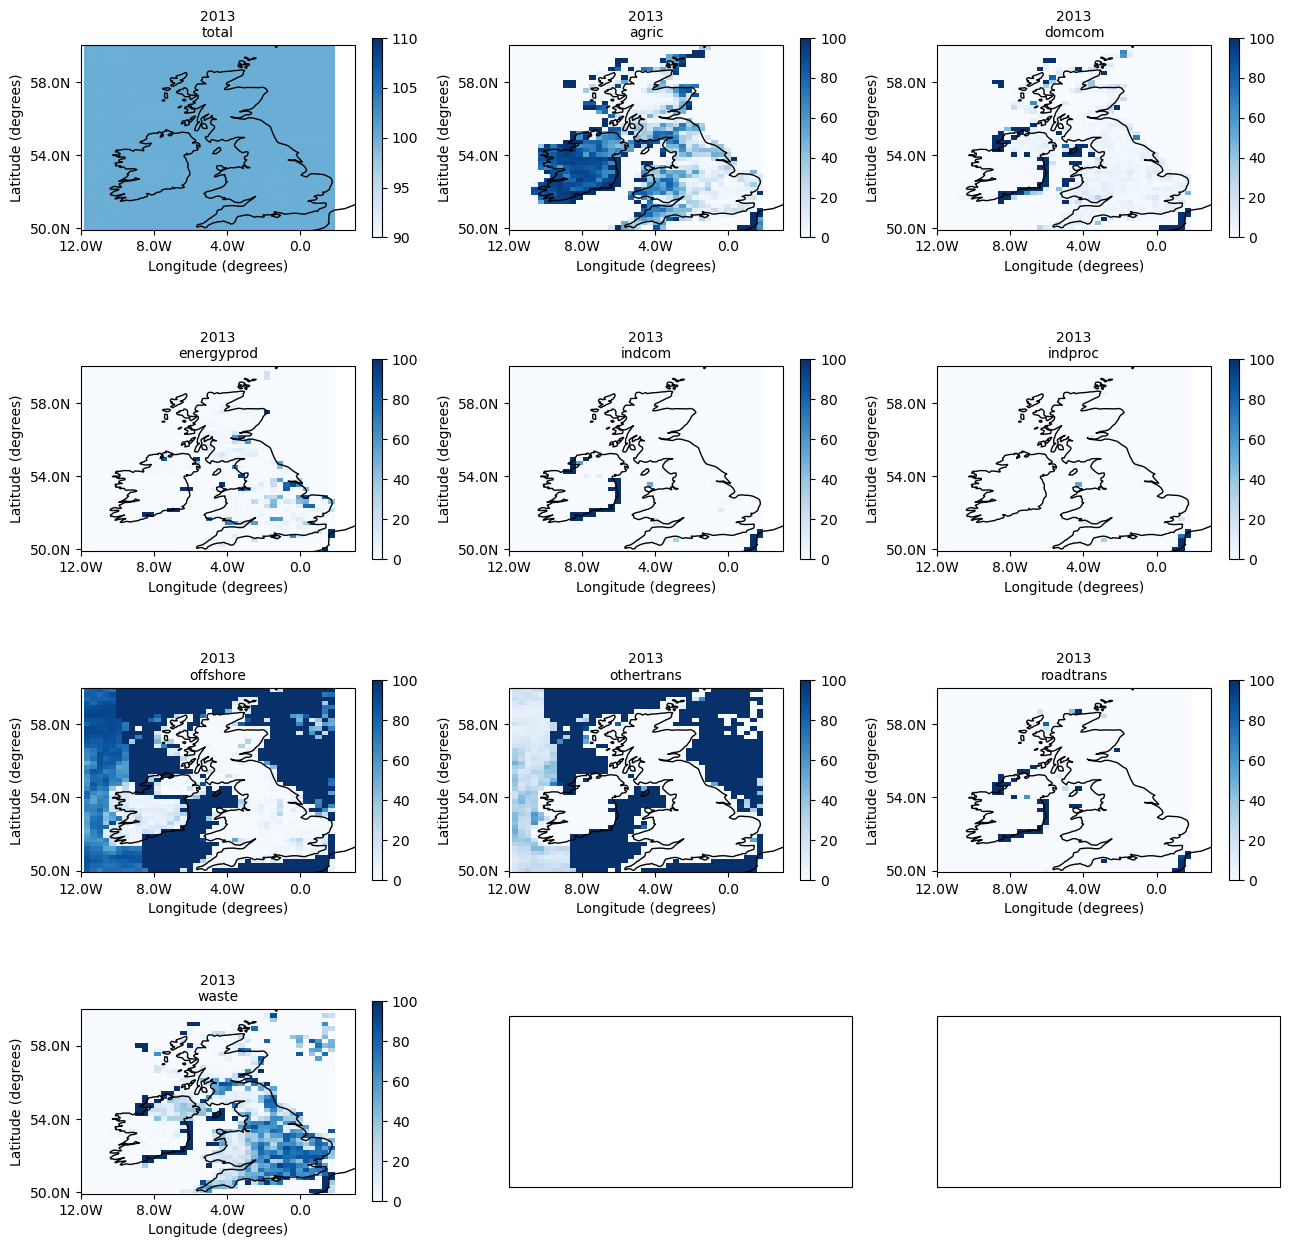 2013
total
110
105
100
95
90
58.0N
54.0N
50.0N
12.0W 8.0W 4.0W 0.0
Latitude (degrees)
Longitude (degrees)
2013
agric
100
80
60
40
20
0
58.0N
54.0N
50.0N
12.0W 8.0W 4.0W 0.0
Latitude (degrees)
Longitude (degrees)
2013
domcom
100
80
60
40
20
0
58.0N
54.0N
50.0N
12.0W 8.0W 4.0W 0.0
Latitude (degrees)
Longitude (degrees)
2013
energyprod
100
80
60
40
20
0
58.0N
54.0N
50.0N
12.0W 8.0W 4.0W 0.0
Latitude (degrees)
Longitude (degrees)
2013
indcom
100
80
60
40
20
0
58.0N
54.0N
50.0N
12.0W 8.0W 4.0W 0.0
Latitude (degrees)
Longitude (degrees)
2013
indproc
100
80
60
40
20
0
58.0N
54.0N
50.0N
12.0W 8.0W 4.0W 0.0
Latitude (degrees)
Longitude (degrees)
2013
offshore
100
80
60
40
20
0
58.0N
54.0N
50.0N
12.0W 8.0W 4.0W 0.0
Latitude (degrees)
Longitude (degrees)
2013
othertrans
100
80
60
40
20
0
58.0N
54.0N
50.0N
12.0W 8.0W 4.0W 0.0
Latitude (degrees)
Longitude (degrees)
2013
roadtrans
100
80
60
40
20
0
58.0N
54.0N
50.0N
12.0W 8.0W 4.0W 0.0
Latitude (degrees)
Longitude (degrees)
2013
waste
100
80
60
40
20
0
58.0N
54.0N
50.0N
12.0W 8.0W 4.0W 0.0
Latitude (degrees)
Longitude (degrees)